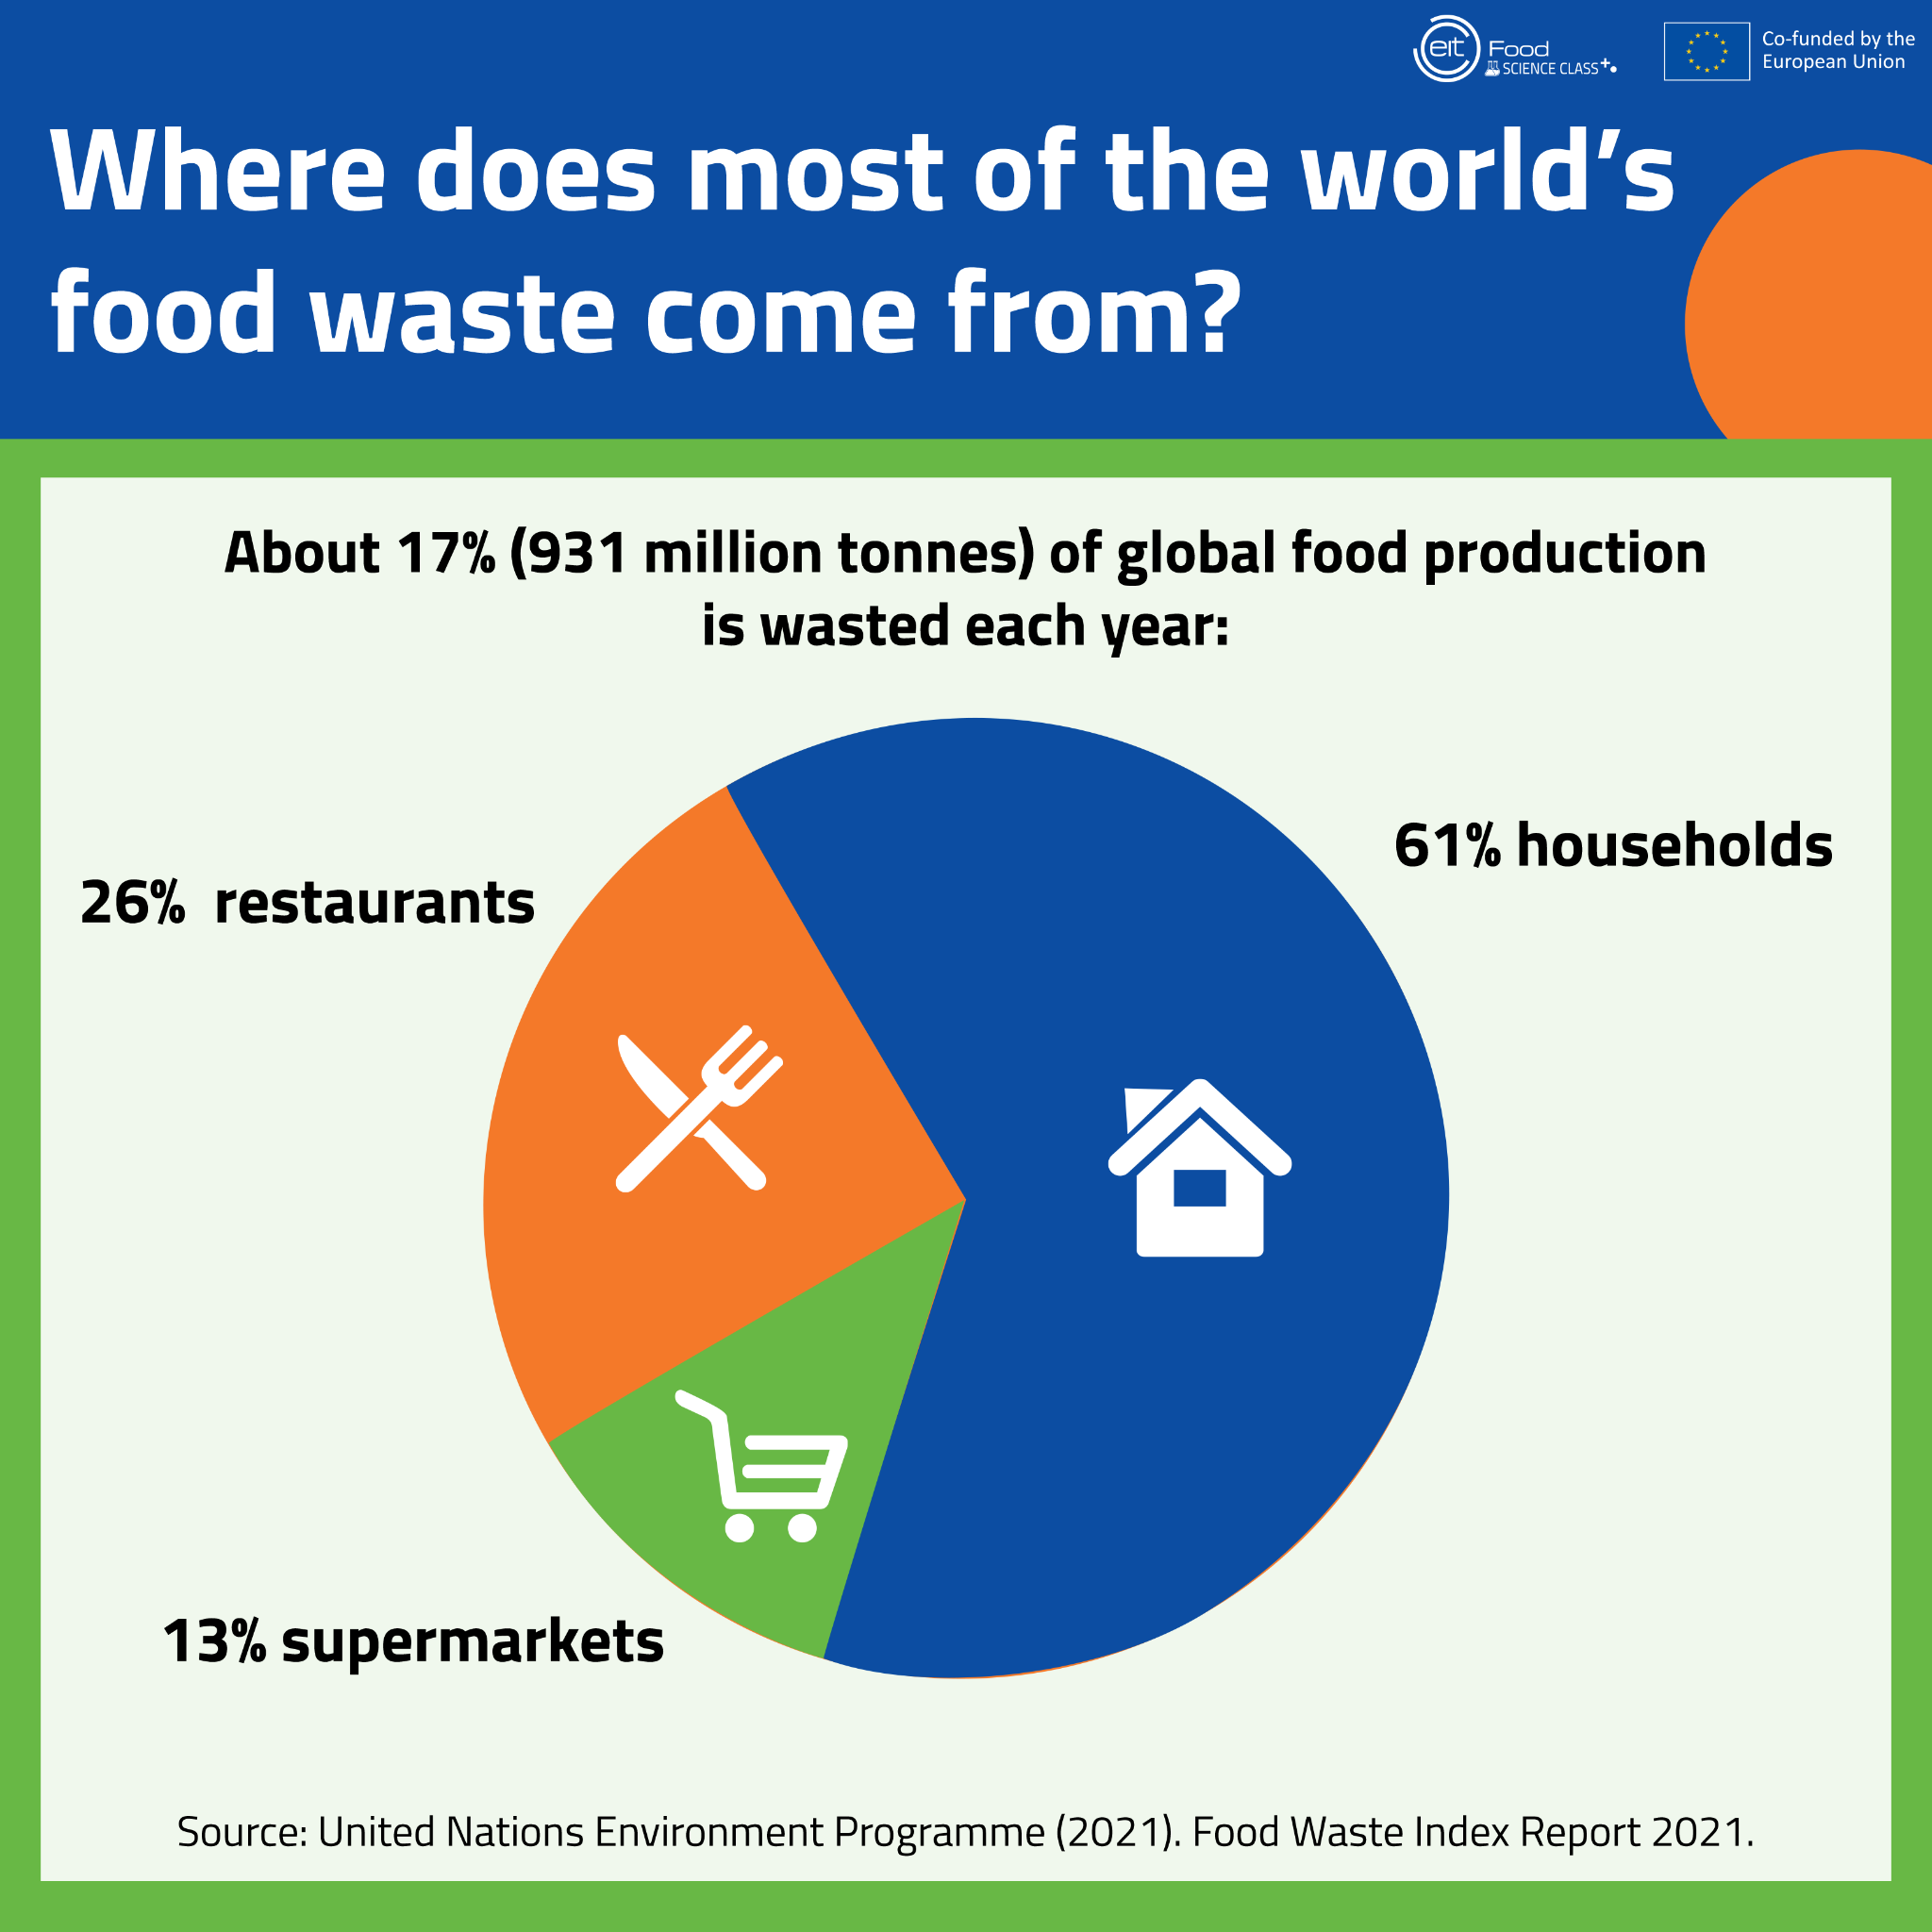 eit Food
SCIENCE CLASS
Co-funded by the
European Union
Where does most of the world’s
food waste come from?
About 17% (931 million tonnes) of global food production
is wasted each year:
61% households
26% restaurants
13% supermarkets
Source: United Nations Environment Programme (2021). Food Waste Index Report 2021.